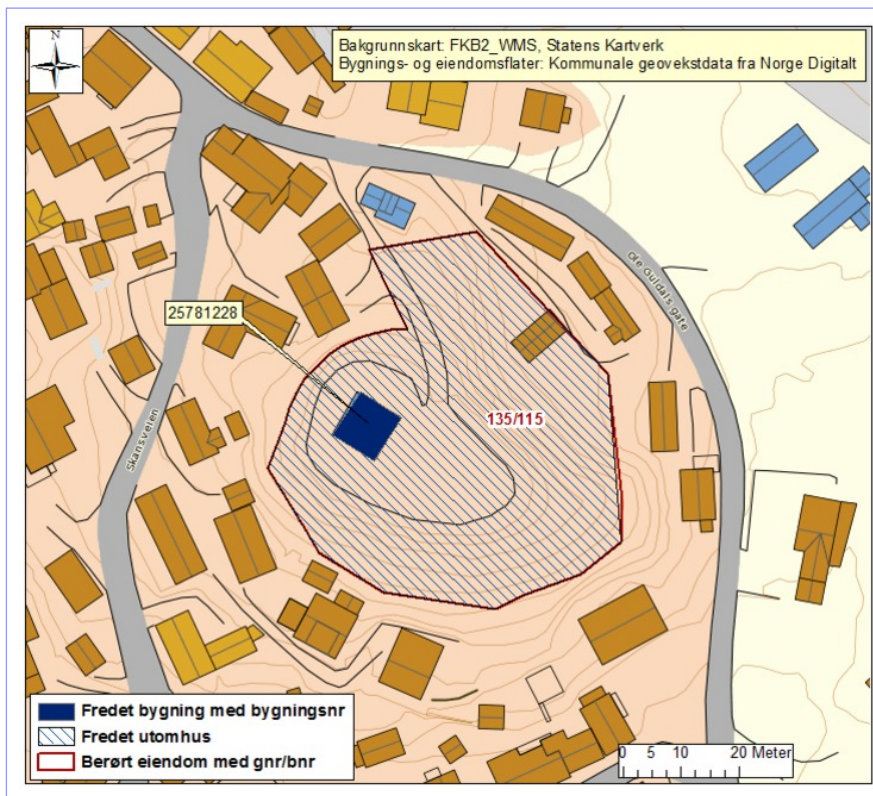 N
Bakgrunnskart: FKB2_WMS, Statens Kartverk
Bygnings- og eiendomsflater: Kommunale geovekstdata fra Norge Digitalt
Ole Guldals gate
25781228
135/115
Skansveien
Fredet bygning med bygningsnr
Fredet utomhus
Berørt eiendom med gnr/bnr
0 5 10 20 Meter